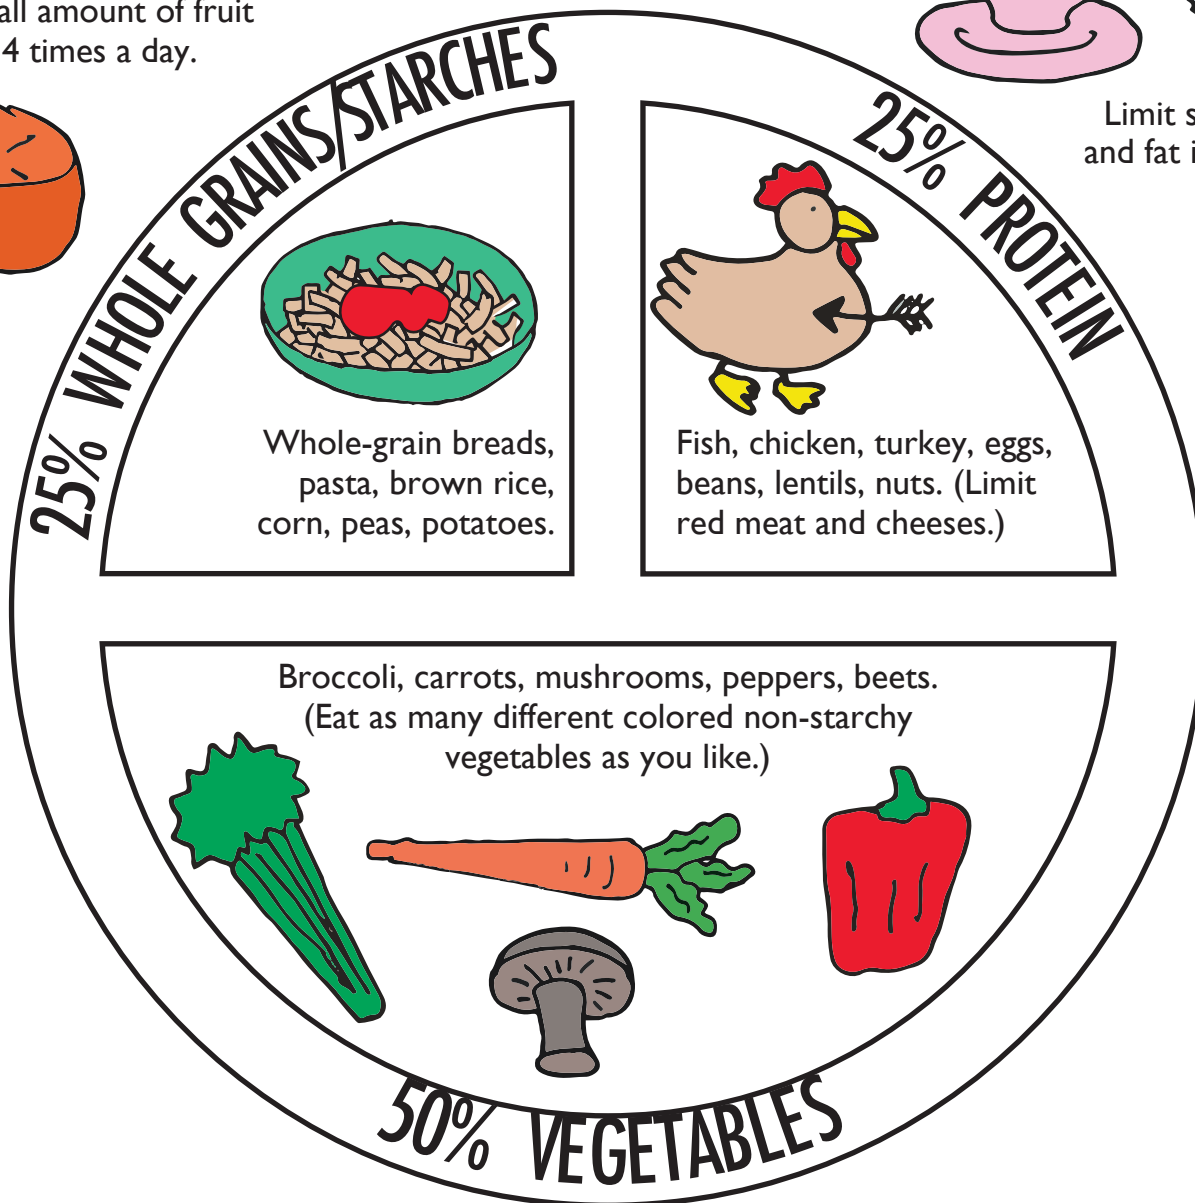 all amount of fruit
4 times a day.
Limit s
and fat i
25% WHOLE GRAINS/STARCHES
25% PROTEIN
Whole-grain breads,
pasta, brown rice,
corn, peas, potatoes.
Fish, chicken, turkey, eggs,
beans, lentils, nuts. (Limit
red meat and cheeses.)
Broccoli, carrots, mushrooms, peppers, beets.
(Eat as many different colored non-starchy
vegetables as you like.)
50% VEGETABLES